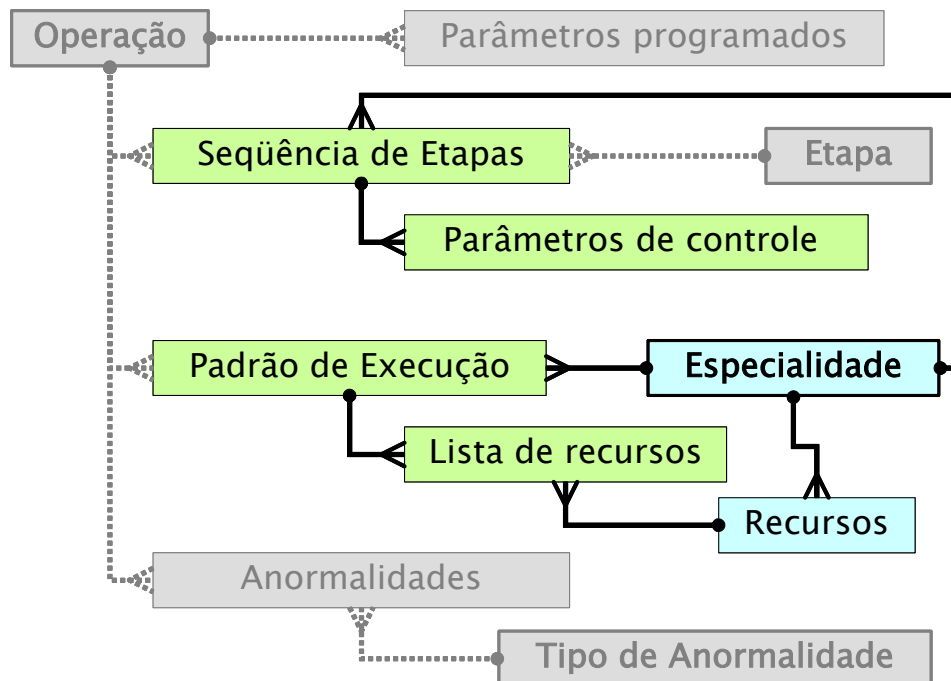 Operação
Parâmetros programados
Seqüência de Etapas
Etapa
Parâmetros de controle
Padrão de Execução
Especialidade
Lista de recursos
Recursos
Anormalidades
Tipo de Anormalidade